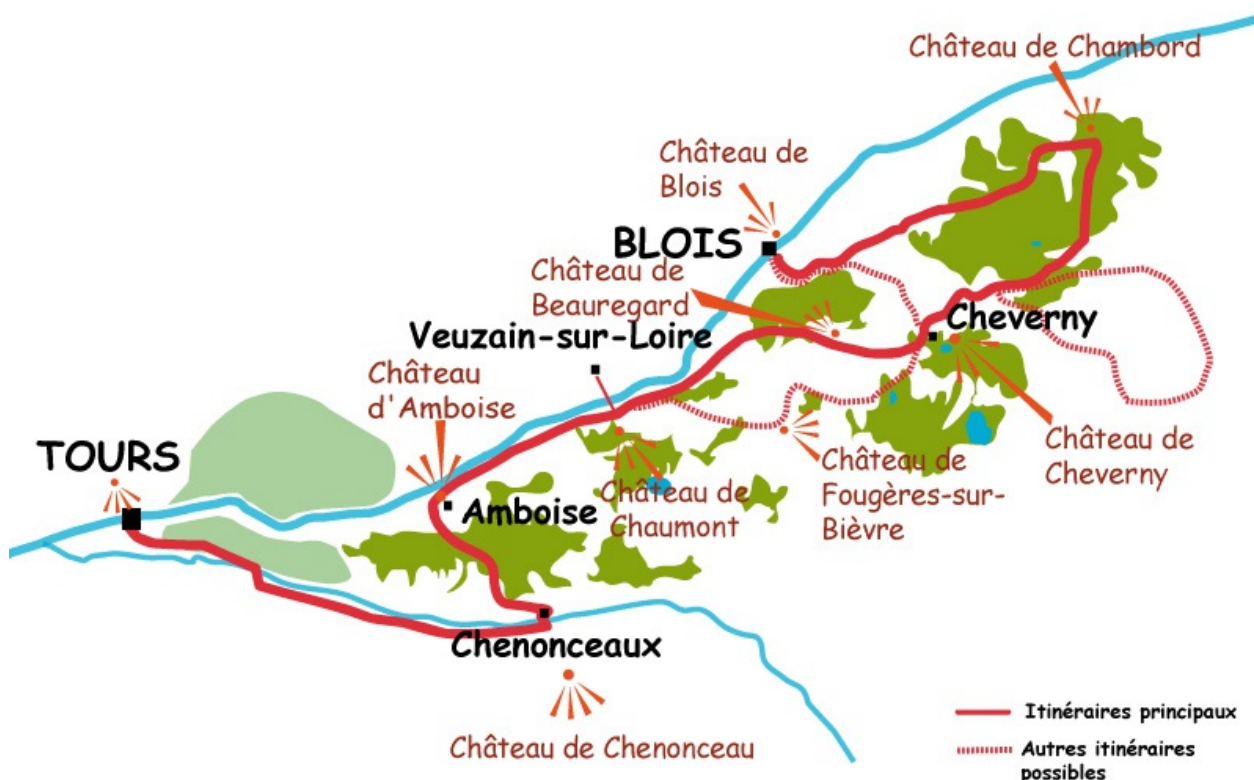 Château de Chambord
Château de
Blois
BLOIS
Château de
Beauregard
Cheverny
Veuzain-sur-Loire
Château
d'Amboise
TOURS
Château de
Cheverny
Château de
Fougères-sur-
Bièvre
Château de
Chaumont
Amboise
Chenonceaux
Château de Chenonceau
Itinéraires principaux
Autres itinéraires
possibles